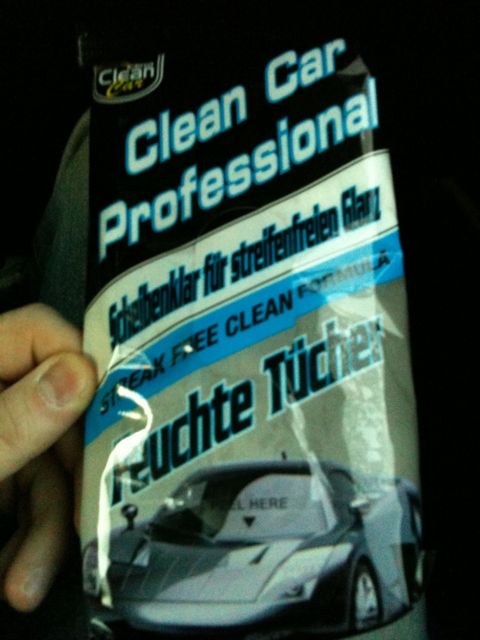 Clean
Car
Clean Car
Professional
Scheibenklar für streifenfreien Glanz
STREAK FREE CLEAN FORMULA
Feuchte Tücher
PEEL HERE